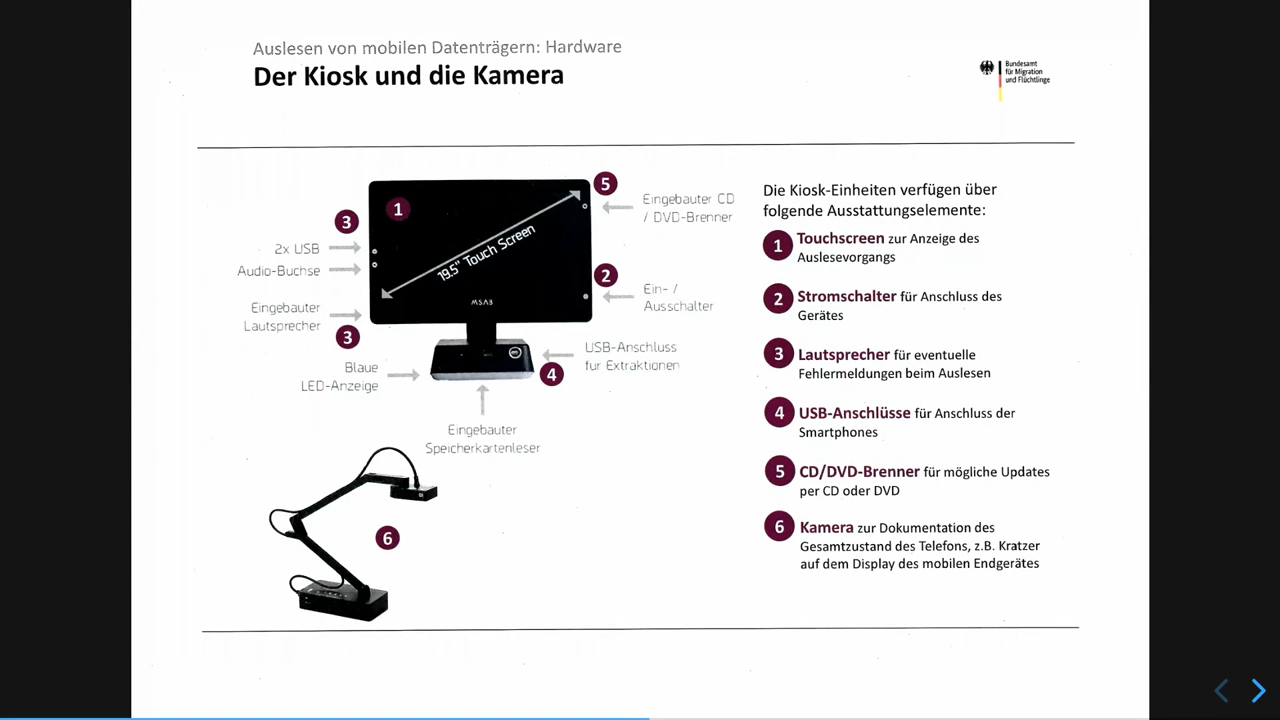 Auslesen von mobilen Datenträgern: Hardware
Der Kiosk und die Kamera
Bundesamt
für Migration
und Flüchtlinge
1
19.5" Touch Screen
MSAB
3
2x USB
Audio-Buchse
Eingebauter
Lautsprecher
3
Blaue
LED-Anzeige
5
Eingebauter CD
/ DVD-Brenner
2
Ein- /
Ausschalter
USB-Anschluss
fur Extraktionen
4
Eingebauter
Speicherkartenleser
6
Die Kiosk-Einheiten verfügen über
folgende Ausstattungselemente:
1 Touchscreen zur Anzeige des
Auslesevorgangs
2 Stromschalter für Anschluss des
Gerätes
3 Lautsprecher für eventuelle
Fehlermeldungen beim Auslesen
4 USB-Anschlüsse für Anschluss der
Smartphones
5 CD/DVD-Brenner für mögliche Updates
per CD oder DVD
6 Kamera zur Dokumentation des
Gesamtzustand des Telefons, z.B. Kratzer
auf dem Display des mobilen Endgerätes